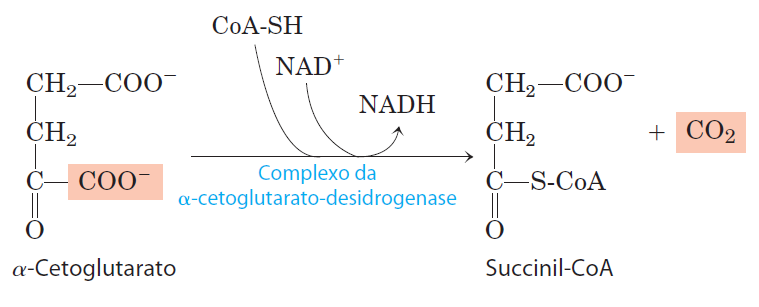 CoA-SH
NAD⁺
NADH
CH₂—COO⁻
CH₂
C—COO⁻
O
α-Cetoglutarato
Complexo da
α-cetoglutarato-desidrogenase
CH₂—COO⁻
CH₂
C—S-CoA
O
Succinil-CoA
+ CO₂